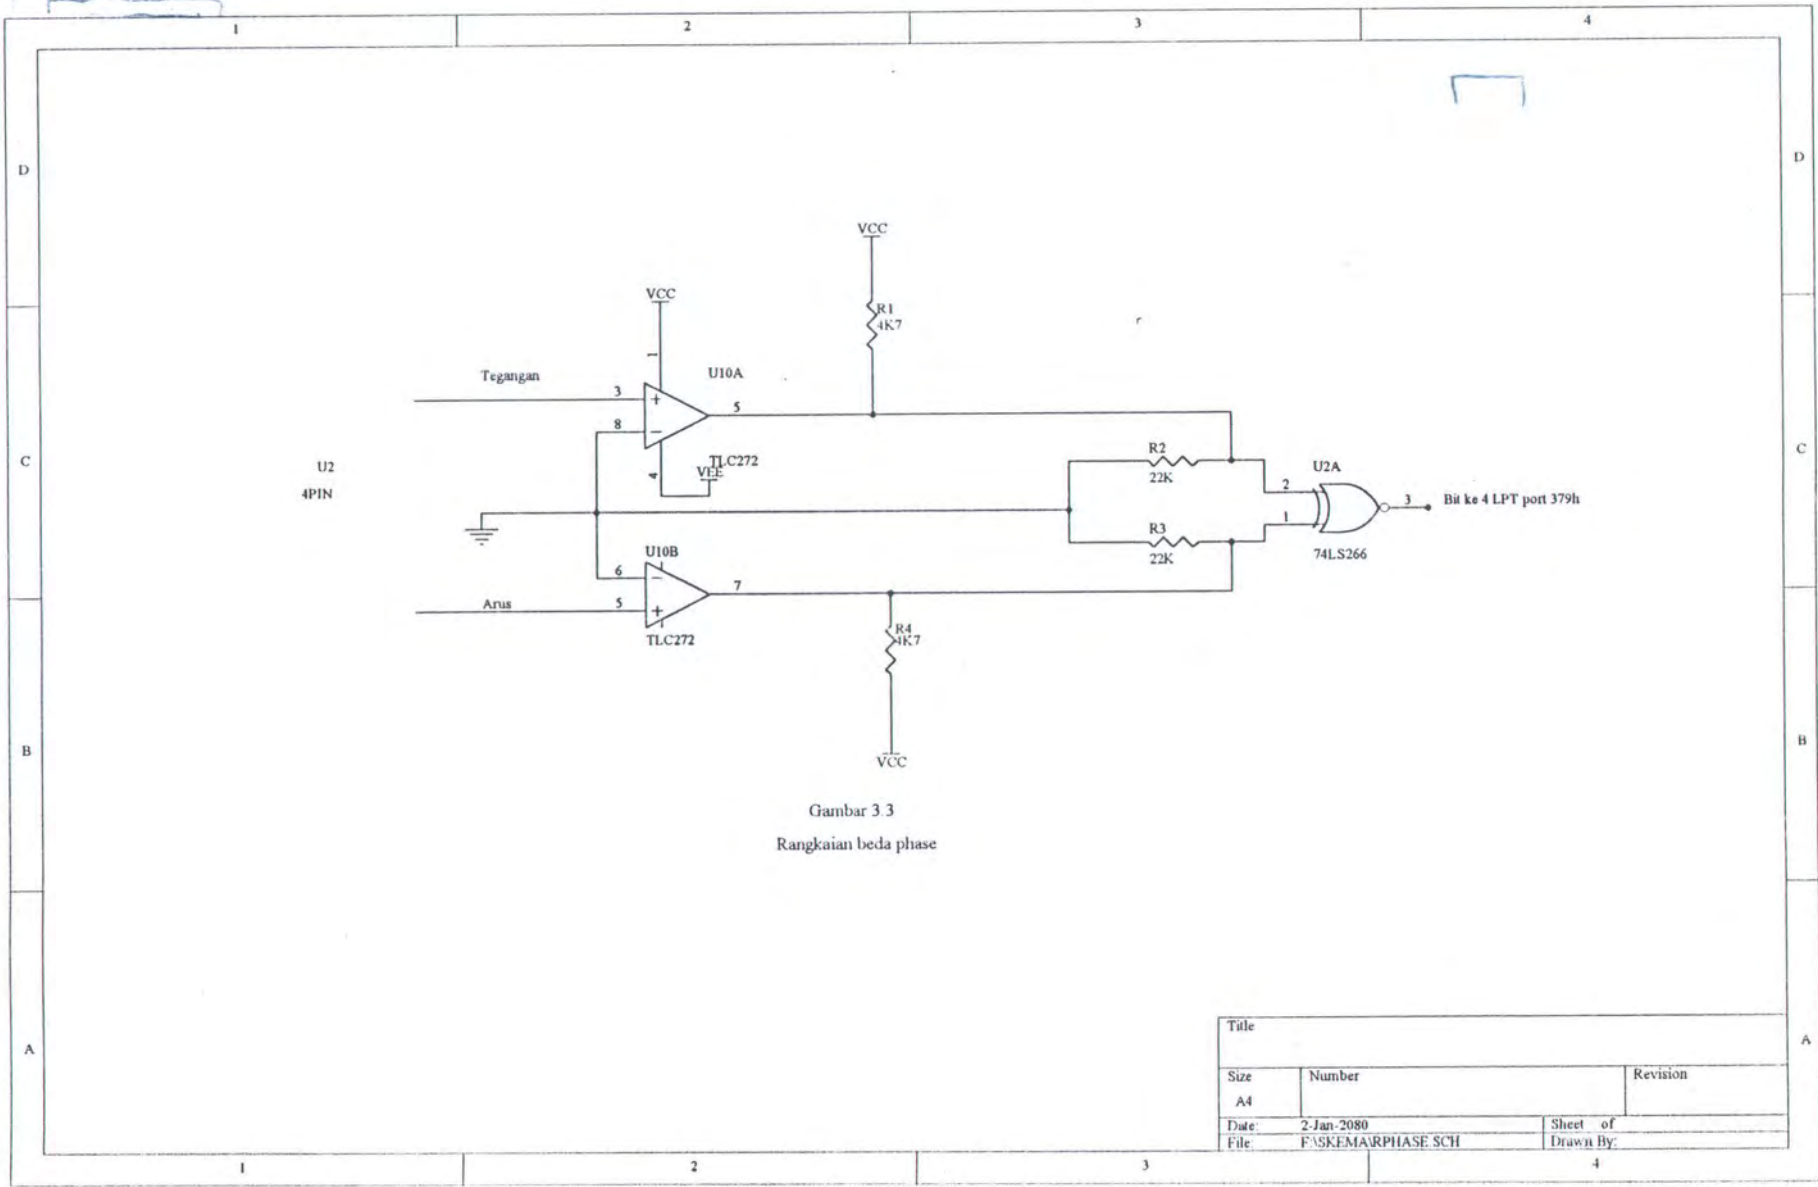 1 2 3 4
D D
VCC
VCC
R1
4K7
1
Tegangan
U10A
3
+
5
8
-
C C
R2
TLC272
VEE
4
22K
U2
4PIN
U2A
2
3
Bit ke 4 LPT port 379h
1
R3
22K
74LS266
U10B
6
-
7
Arus
5
+
TLC272
R4
4K7
B B
VCC
Gambar 3.3
Rangkaian beda phase
A A
Title
Size Number Revision
A4
Date: 2-Jan-2080 Sheet of
File: F:\SKEMA\RPHASE.SCH Drawn By:
1 2 3 4